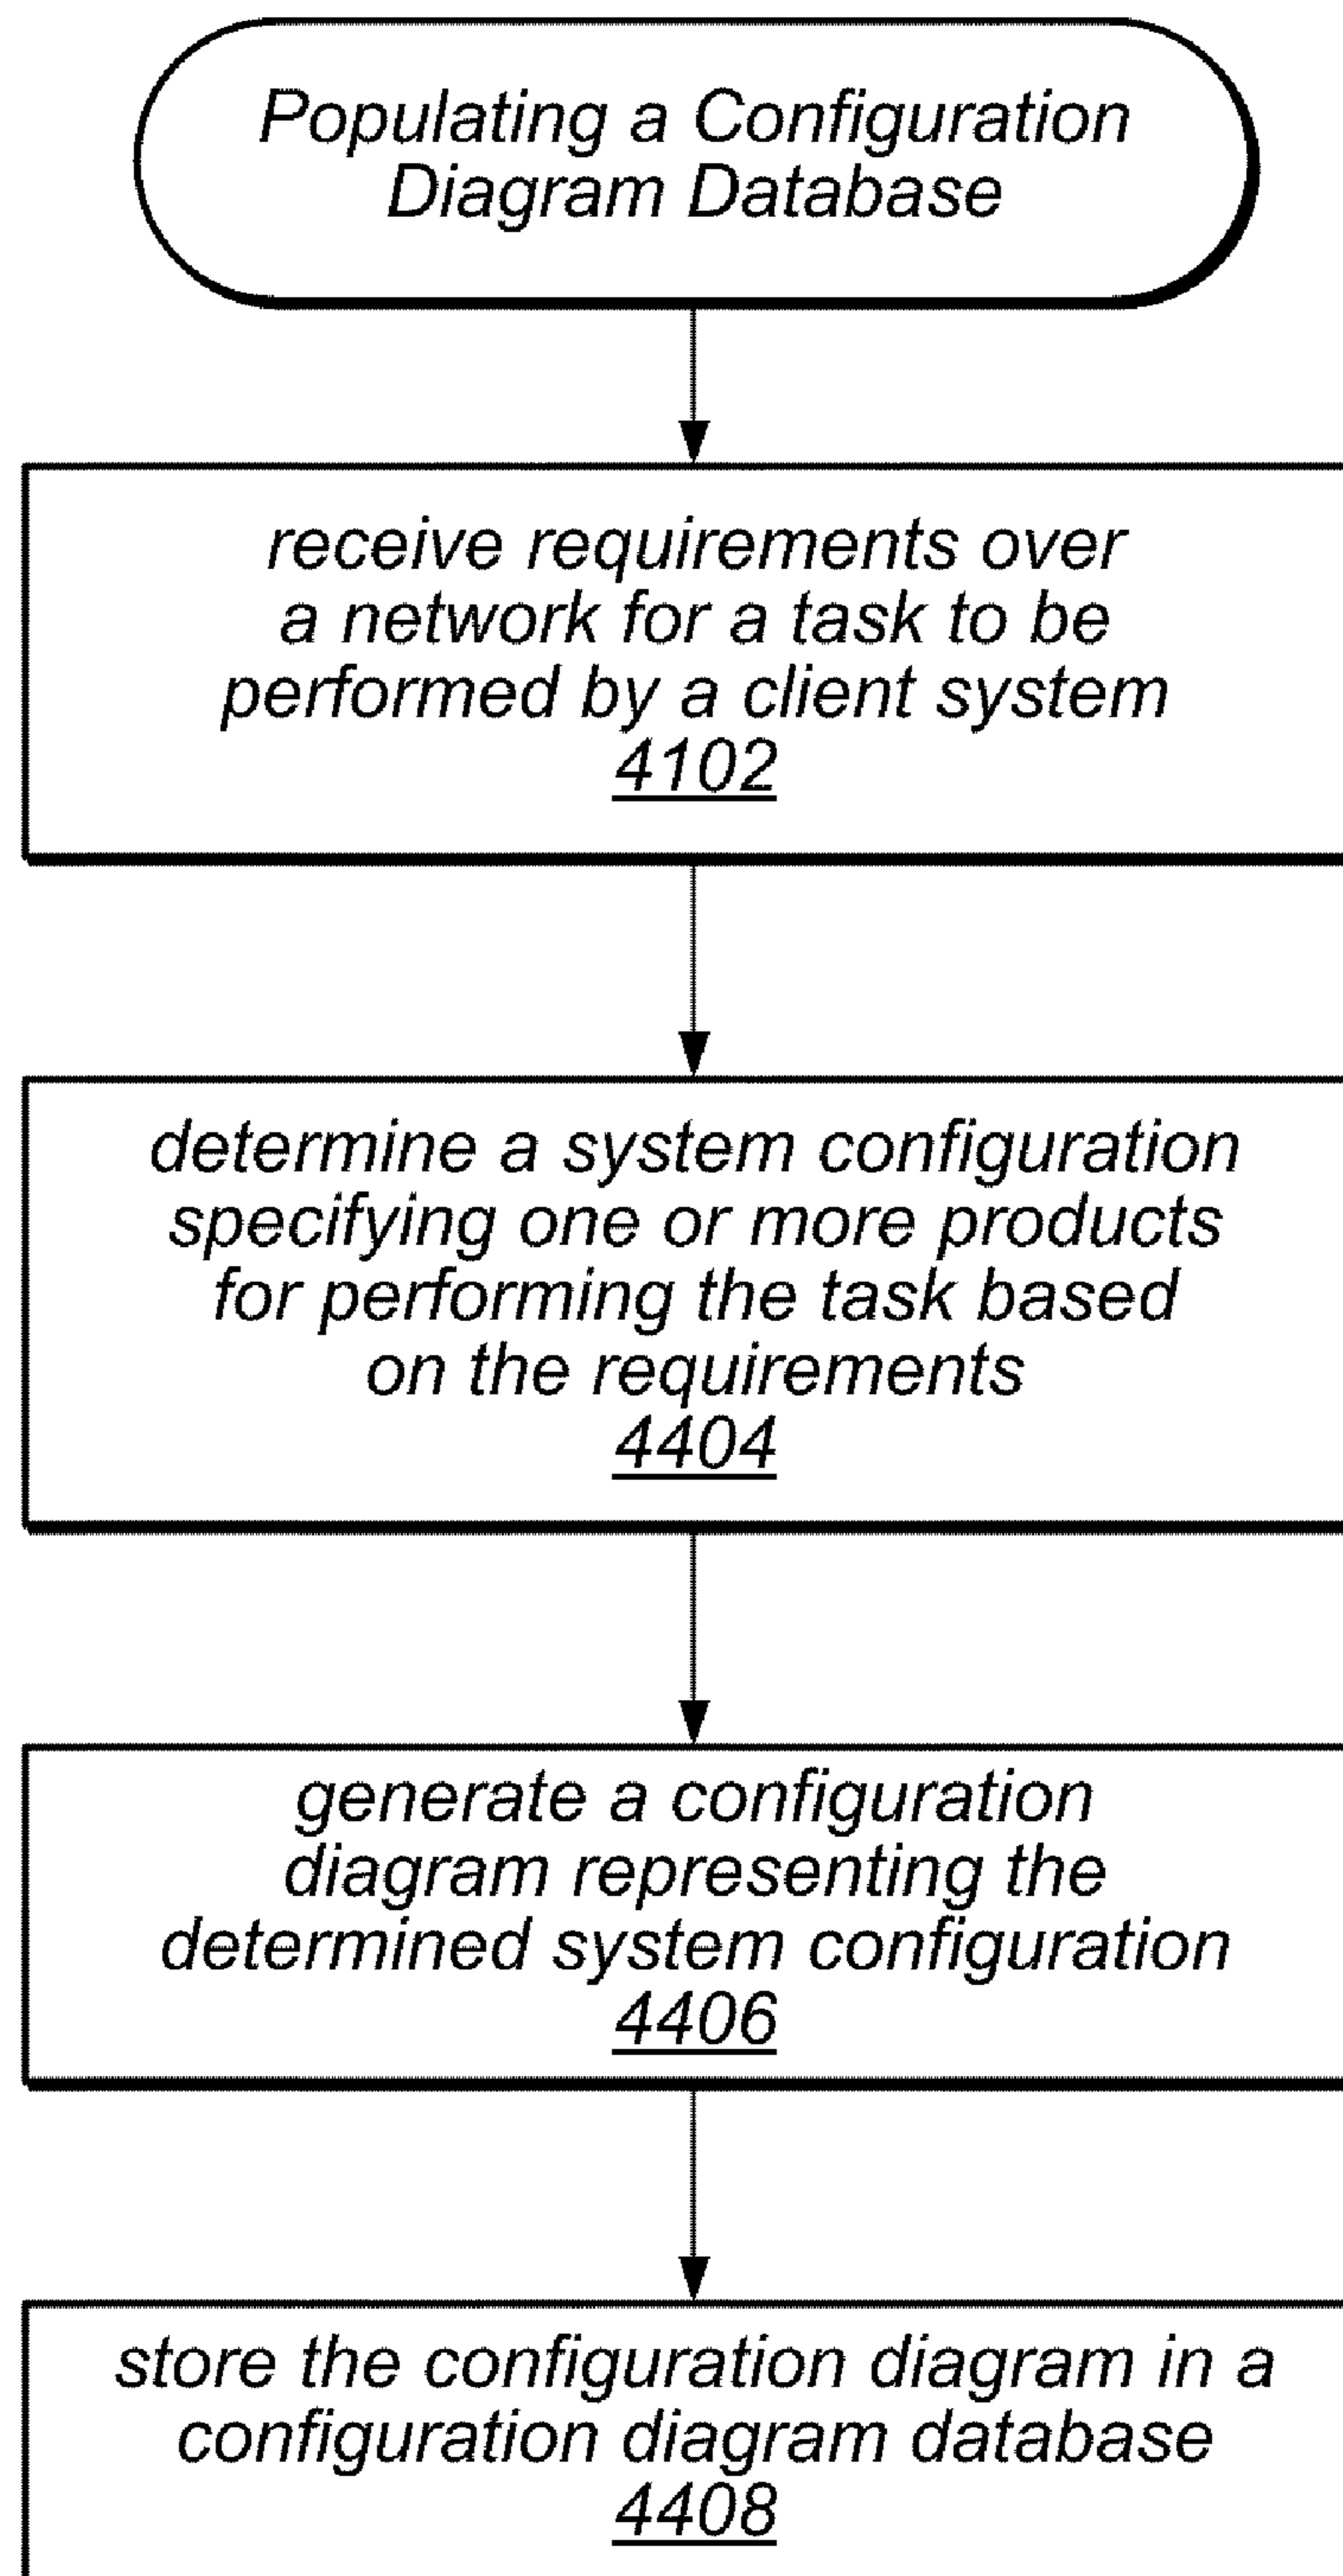 Populating a Configuration
Diagram Database
receive requirements over
a network for a task to be
performed by a client system
4102
determine a system configuration
specifying one or more products
for performing the task based
on the requirements
4404
generate a configuration
diagram representing the
determined system configuration
4406
store the configuration diagram in a
configuration diagram database
4408